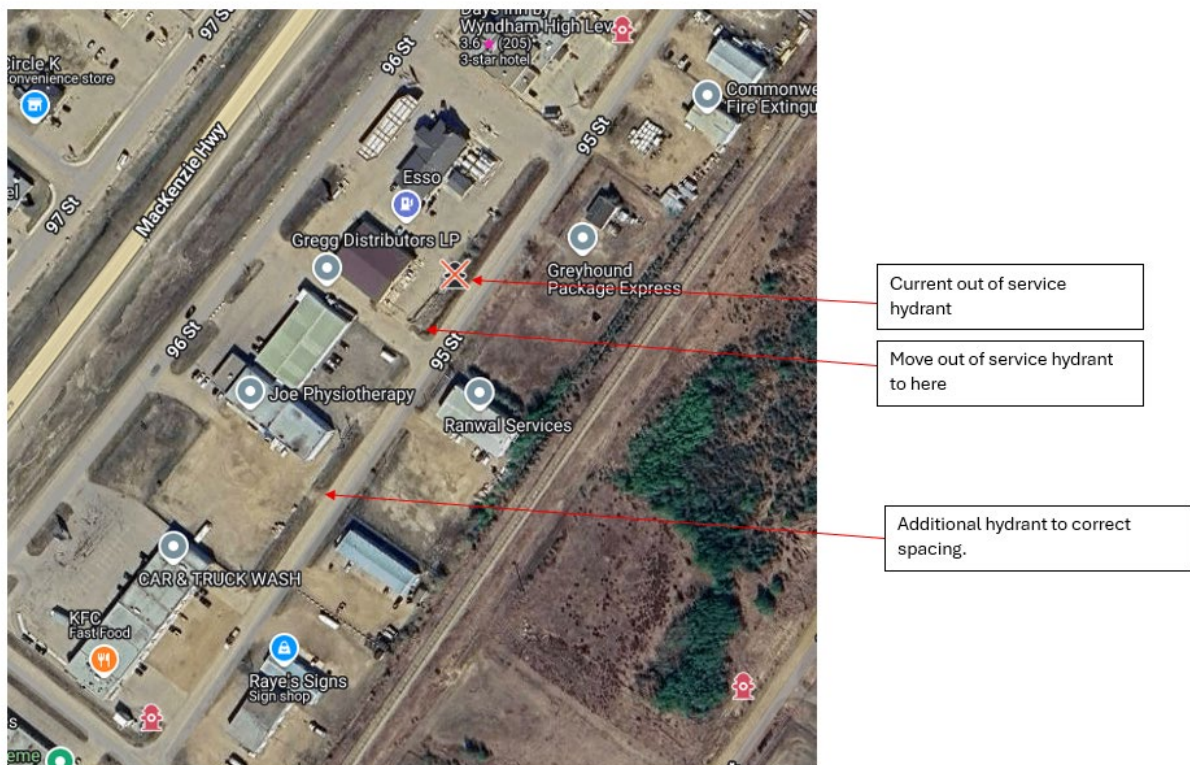 Days Inn by
Wyndham High Lev
3.6 (205)
3-star hotel
97 St
96 St
Circle K
onvenience store
Commonwe
Fire Extingu
MacKenzie Hwy
95 St
97 St
Esso
Gregg Distributors LP
Greyhound
Package Express
Current out of service
hydrant
96 St
95 St
Move out of service hydrant
to here
Joe Physiotherapy
Ranwal Services
Additional hydrant to correct
spacing.
CAR & TRUCK WASH
KFC
Fast Food
Raye's Signs
Sign shop
s
eme